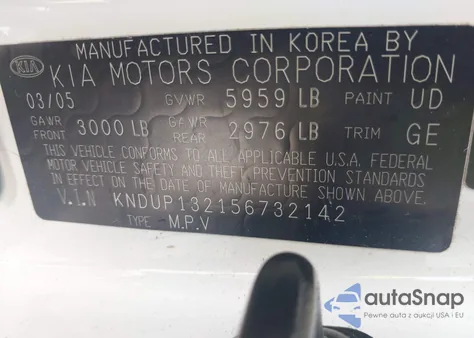 MANUFACTURED IN KOREA BY
KIA KIA MOTORS CORPORATION
03/05 GVWR 5959 LB PAINT UD
GAWR FRONT 3000 LB GAWR REAR 2976 LB TRIM GE
THIS VEHICLE CONFORMS TO ALL APPLICABLE U.S.A. FEDERAL
MOTOR VEHICLE SAFETY AND THEFT PREVENTION STANDARDS
IN EFFECT ON THE DATE OF MANUFACTURE SHOWN ABOVE.
V.I.N KNDUP132156732142
TYPE M.P.V
autoSnap
Pewne auta z aukcji USA i EU